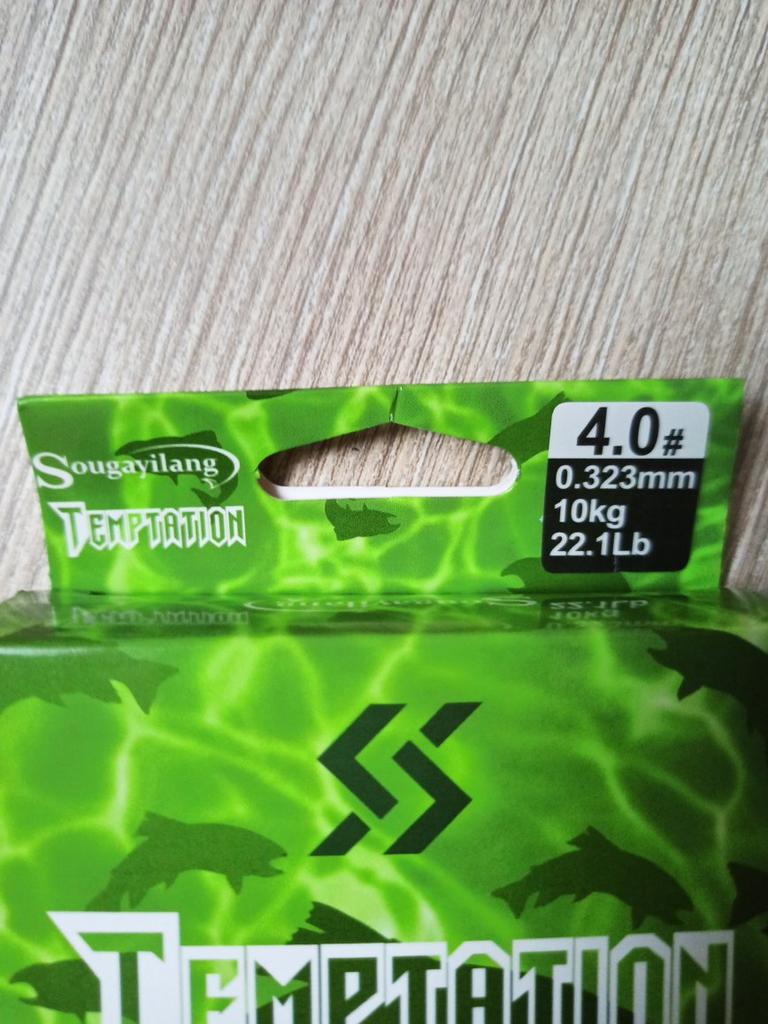 Sougayilang
TEMPTATION
4.0#
0.323mm
10kg
22.1Lb
TEMPTATION